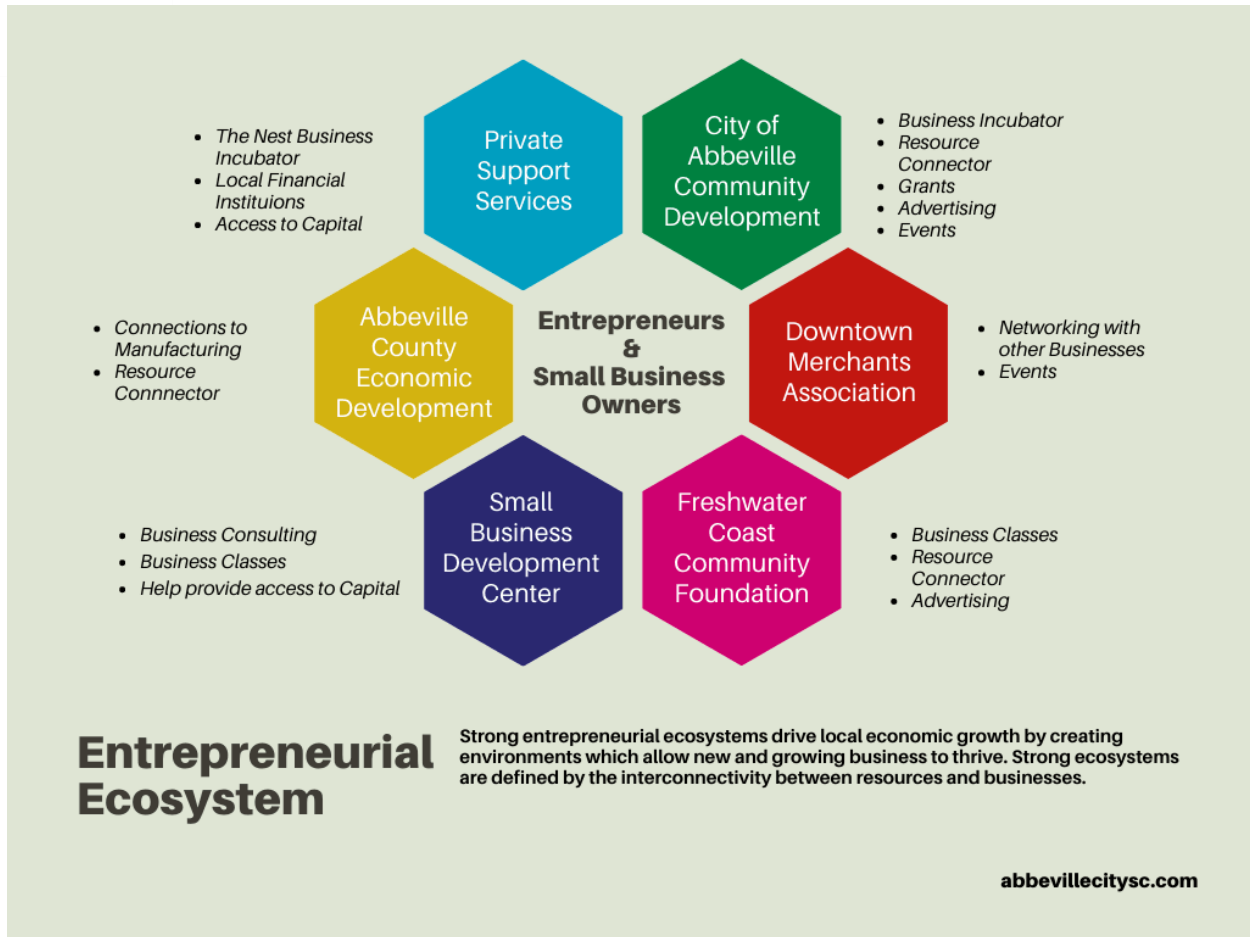 Private
Support
Services
The Nest Business
Incubator
Local Financial
Instituions
Access to Capital
City of
Abbeville
Community
Development
Business Incubator
Resource
Connector
Grants
Advertising
Events
Abbeville
County
Economic
Development
Connections to
Manufacturing
Resource
Connnector
Entrepreneurs
&
Small Business
Owners
Downtown
Merchants
Association
Networking with
other Businesses
Events
Small
Business
Development
Center
Business Consulting
Business Classes
Help provide access to Capital
Freshwater
Coast
Community
Foundation
Business Classes
Resource
Connector
Advertising
Entrepreneurial
Ecosystem
Strong entrepreneurial ecosystems drive local economic growth by creating
environments which allow new and growing business to thrive. Strong ecosystems
are defined by the interconnectivity between resources and businesses.
abbevillecitysc.com